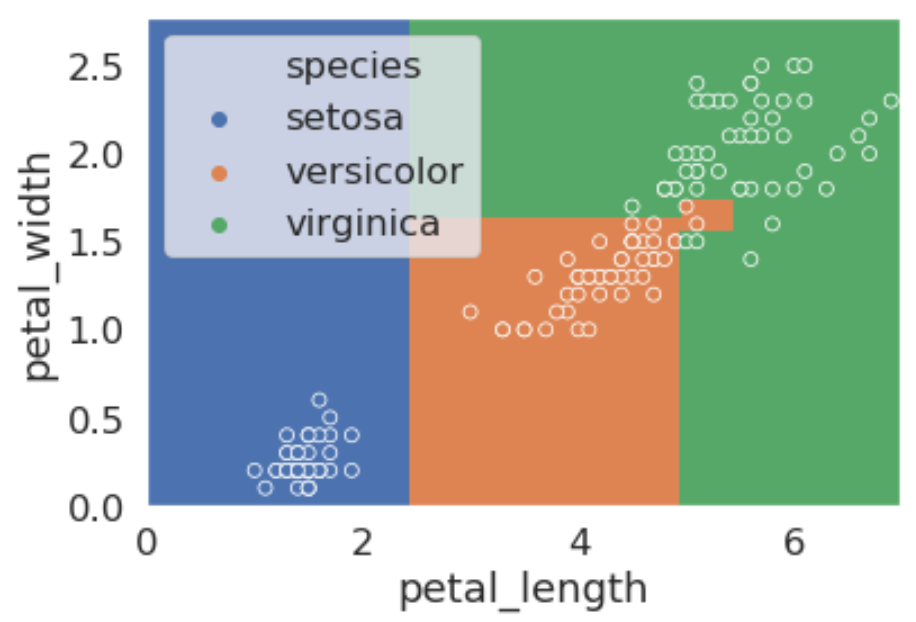 species
setosa
versicolor
virginica
petal_width
2.5
2.0
1.5
1.0
0.5
0.0
0 2 4 6
petal_length